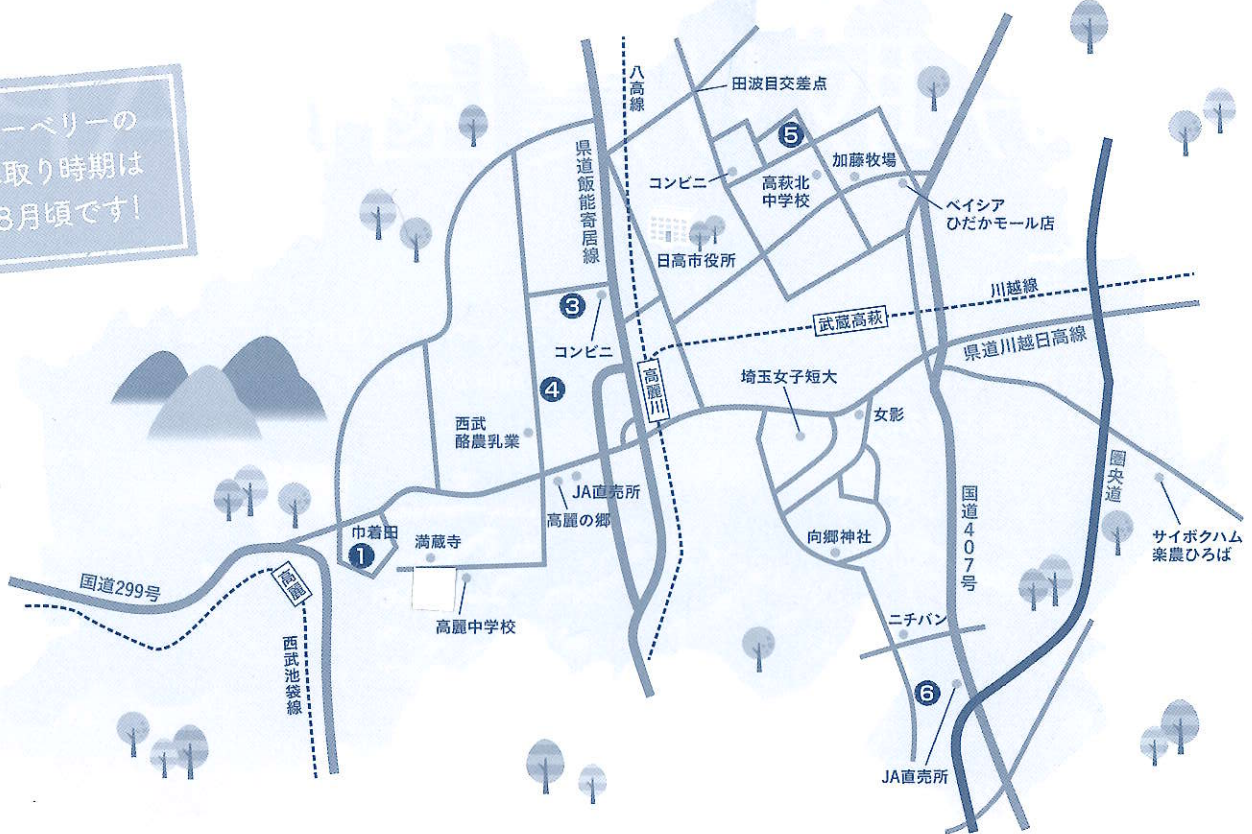 ーベリーの
取り時期は
8月頃です!
八高線
田波目交差点
県道飯能寄居線
コンビニ
5
高萩北
中学校
加藤牧場
ベイシア
ひだかモール店
日高市役所
3
コンビニ
川越線
武蔵高萩
県道川越日高線
高麗川
埼玉女子短大
4
西武
酪農乳業
女影
JA直売所
高麗の郷
圏央道
国道407号
サイボクハム
楽農ひろば
巾着田
1
満蔵寺
向郷神社
国道299号
高麗
高麗中学校
西武池袋線
ニチバン
6
JA直売所